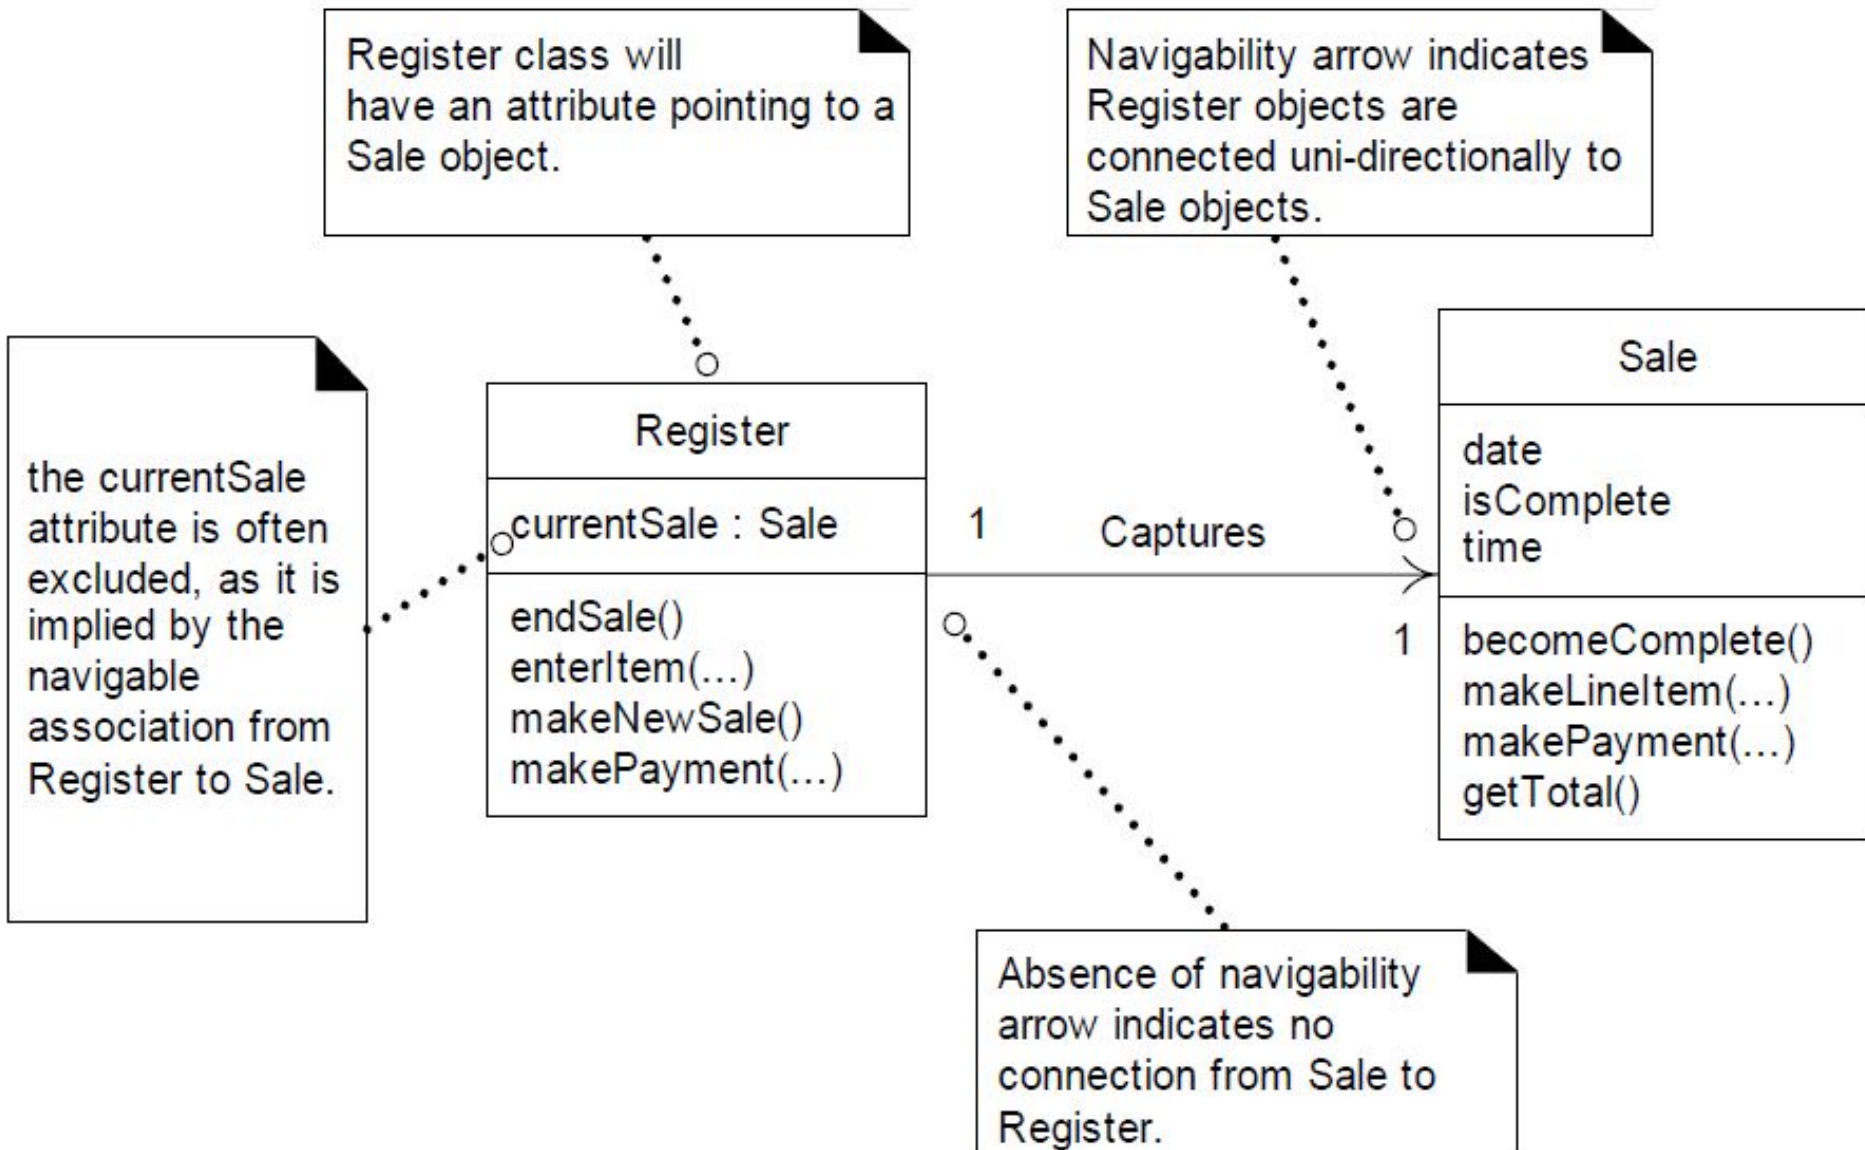 Register class will
have an attribute pointing to a
Sale object.
Navigability arrow indicates
Register objects are
connected uni-directionally to
Sale objects.
the currentSale
attribute is often
excluded, as it is
implied by the
navigable
association from
Register to Sale.
Register
currentSale : Sale
endSale()
enterItem(...)
makeNewSale()
makePayment(...)
1
Captures
1
Sale
date
isComplete
time
becomeComplete()
makeLineItem(...)
makePayment(...)
getTotal()
Absence of navigability
arrow indicates no
connection from Sale to
Register.